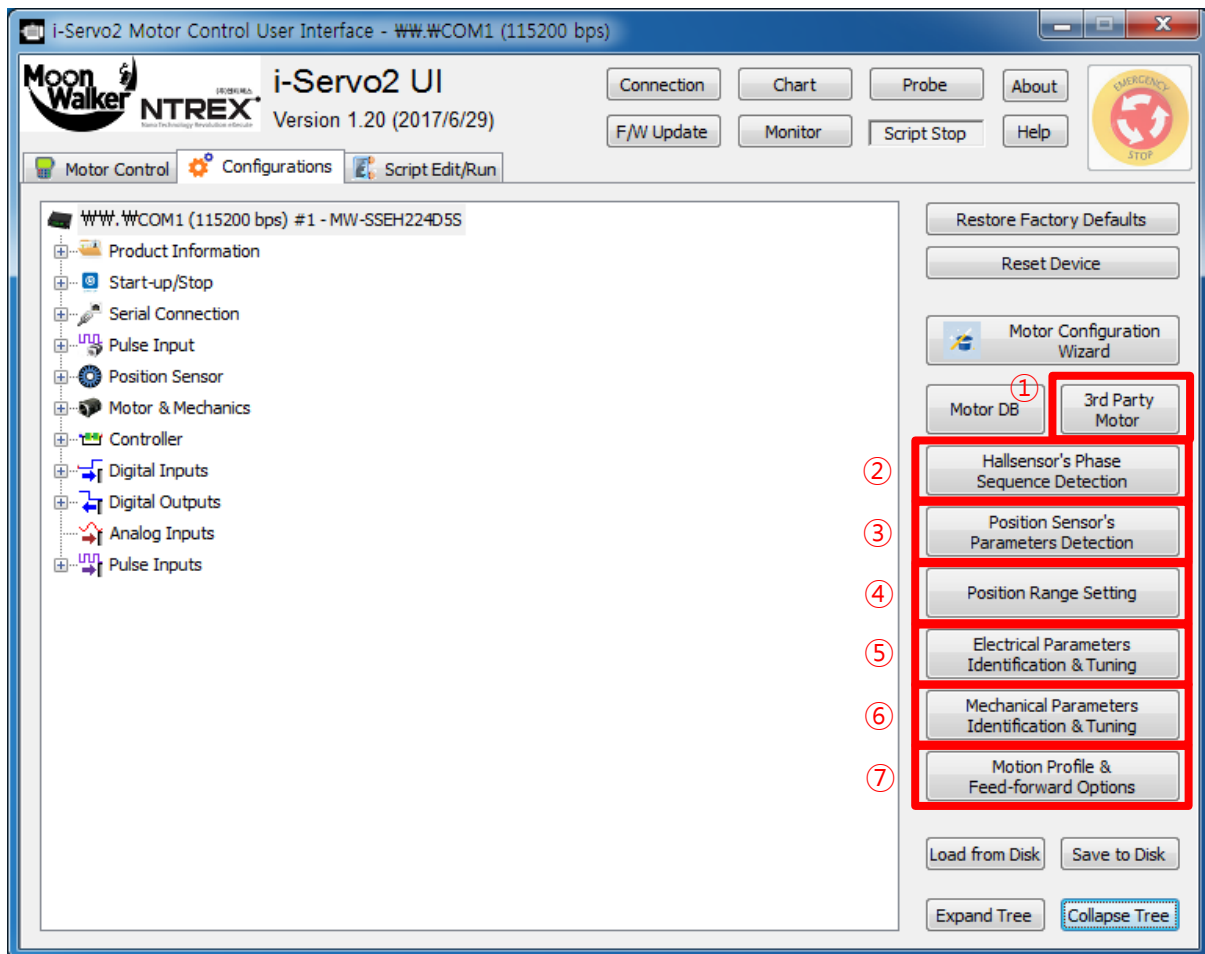 i-Servo2 Motor Control User Interface - ₩₩.₩COM1 (115200 bps)
Moon
Walker
NTREX
i-Servo2 UI
Version 1.20 (2017/6/29)
Connection
Chart
Probe
About
F/W Update
Monitor
Script Stop
Help
EMERGENCY
STOP
Motor Control
Configurations
Script Edit/Run
₩₩.₩COM1 (115200 bps) #1 - MW-SSEH224D5S
Product Information
Start-up/Stop
Serial Connection
Pulse Input
Position Sensor
Motor & Mechanics
Controller
Digital Inputs
Digital Outputs
Analog Inputs
Pulse Inputs
Restore Factory Defaults
Reset Device
Motor Configuration
Wizard
Motor DB
①
3rd Party
Motor
②
Hallsensor's Phase
Sequence Detection
③
Position Sensor's
Parameters Detection
④
Position Range Setting
⑤
Electrical Parameters
Identification & Tuning
⑥
Mechanical Parameters
Identification & Tuning
⑦
Motion Profile &
Feed-forward Options
Load from Disk
Save to Disk
Expand Tree
Collapse Tree